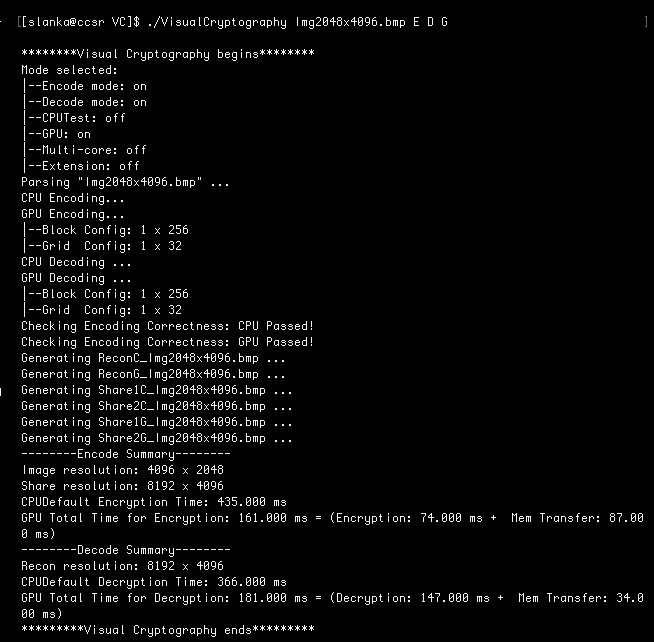 [[slanka@ccsr VC]$ ./VisualCryptography Img2048x4096.bmp E D G ]
********Visual Cryptography begins********
Mode selected:
|--Encode mode: on
|--Decode mode: on
|--CPUTest: off
|--GPU: on
|--Multi-core: off
|--Extension: off
Parsing "Img2048x4096.bmp" ...
CPU Encoding...
GPU Encoding...
|--Block Config: 1 x 256
|--Grid  Config: 1 x 32
CPU Decoding ...
GPU Decoding ...
|--Block Config: 1 x 256
|--Grid  Config: 1 x 32
Checking Encoding Correctness: CPU Passed!
Checking Encoding Correctness: GPU Passed!
Generating ReconC_Img2048x4096.bmp ...
Generating ReconG_Img2048x4096.bmp ...
Generating Share1C_Img2048x4096.bmp ...
Generating Share2C_Img2048x4096.bmp ...
Generating Share1G_Img2048x4096.bmp ...
Generating Share2G_Img2048x4096.bmp ...
--------Encode Summary--------
Image resolution: 4096 x 2048
Share resolution: 8192 x 4096
CPUDefault Encryption Time: 435.000 ms
GPU Total Time for Encryption: 161.000 ms = (Encryption: 74.000 ms +  Mem Transfer: 87.00
0 ms)
--------Decode Summary--------
Recon resolution: 8192 x 4096
CPUDefault Decryption Time: 366.000 ms
GPU Total Time for Decryption: 181.000 ms = (Decryption: 147.000 ms +  Mem Transfer: 34.0
00 ms)
*********Visual Cryptography ends*********